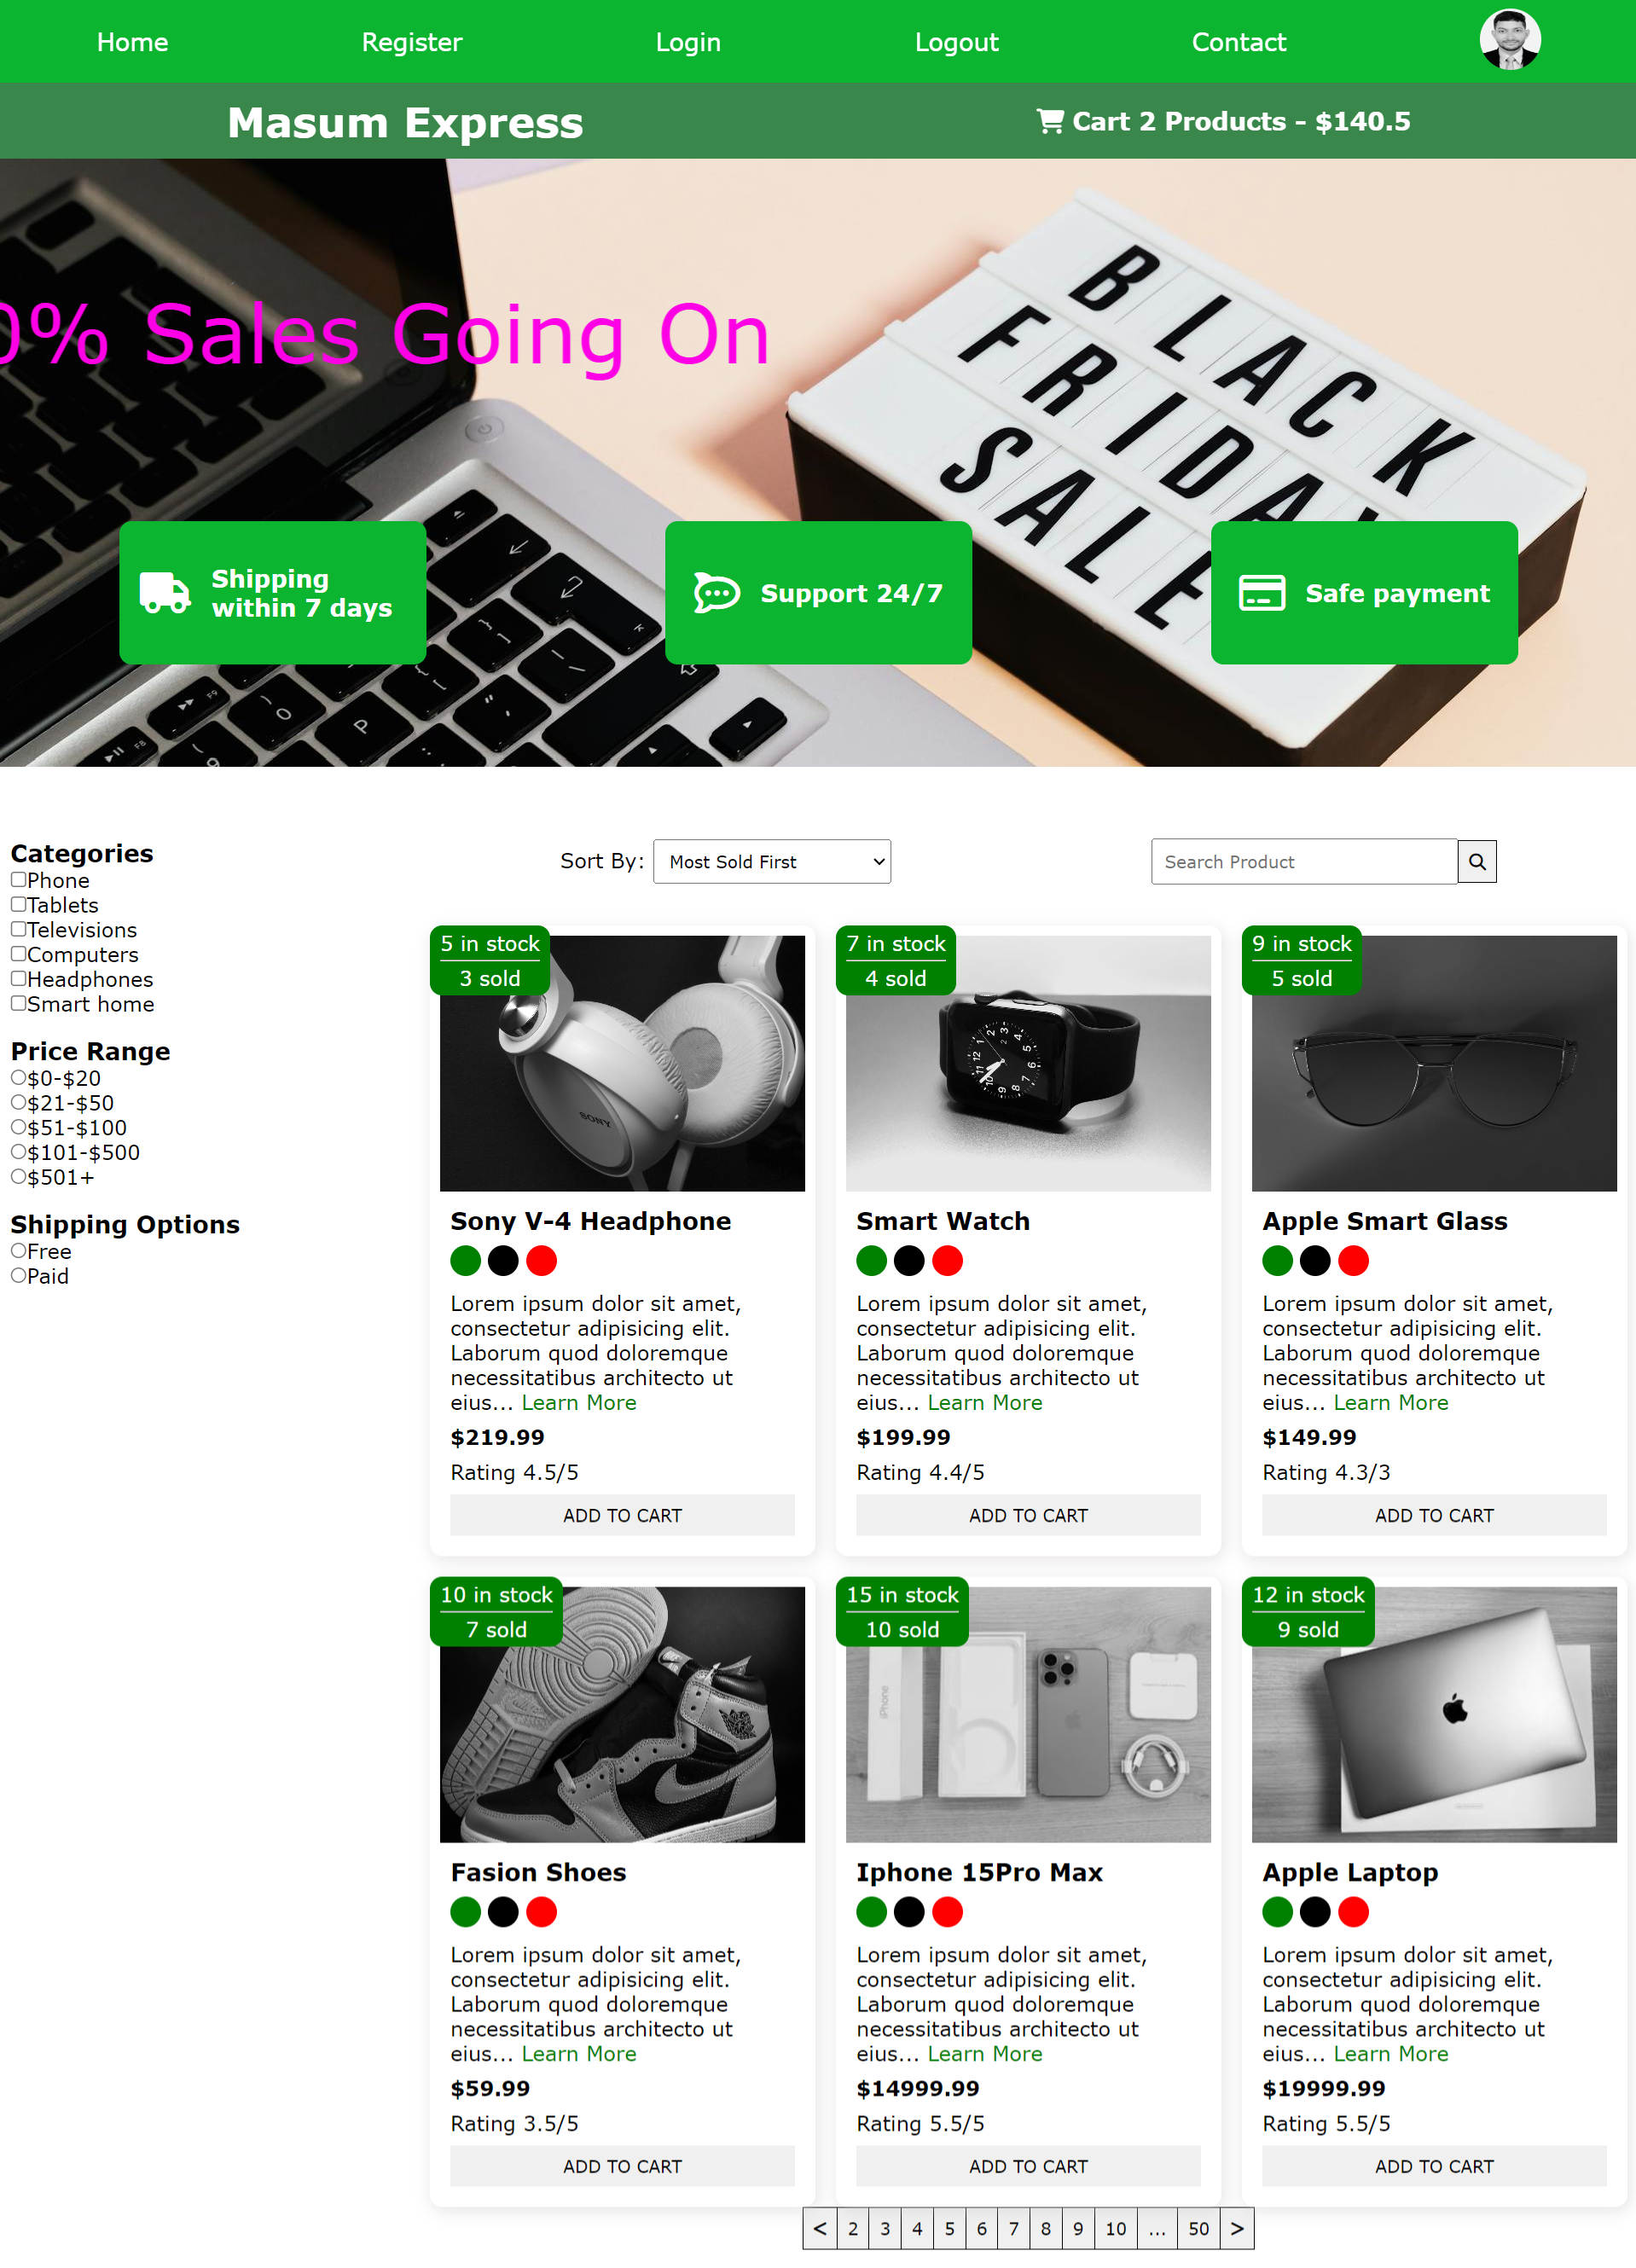 Home Register Login Logout Contact
Masum Express
Cart 2 Products - $140.5
0% Sales Going On
BLACK
FRIDAY
SALE
Shipping
within 7 days
Support 24/7
Safe payment
Categories
Phone
Tablets
Televisions
Computers
Headphones
Smart home
Price Range
$0-$20
$21-$50
$51-$100
$101-$500
$501+
Shipping Options
Free
Paid
Sort By: Most Sold First
Search Product
5 in stock
3 sold
SONY
Sony V-4 Headphone
Lorem ipsum dolor sit amet,
consectetur adipisicing elit.
Laborum quod doloremque
necessitatibus architecto ut
eius... Learn More
$219.99
Rating 4.5/5
ADD TO CART
7 in stock
4 sold
Smart Watch
Lorem ipsum dolor sit amet,
consectetur adipisicing elit.
Laborum quod doloremque
necessitatibus architecto ut
eius... Learn More
$199.99
Rating 4.4/5
ADD TO CART
9 in stock
5 sold
Apple Smart Glass
Lorem ipsum dolor sit amet,
consectetur adipisicing elit.
Laborum quod doloremque
necessitatibus architecto ut
eius... Learn More
$149.99
Rating 4.3/3
ADD TO CART
10 in stock
7 sold
Fasion Shoes
Lorem ipsum dolor sit amet,
consectetur adipisicing elit.
Laborum quod doloremque
necessitatibus architecto ut
eius... Learn More
$59.99
Rating 3.5/5
ADD TO CART
15 in stock
10 sold
iPhone
Iphone 15Pro Max
Lorem ipsum dolor sit amet,
consectetur adipisicing elit.
Laborum quod doloremque
necessitatibus architecto ut
eius... Learn More
$14999.99
Rating 5.5/5
ADD TO CART
12 in stock
9 sold
Apple Laptop
Lorem ipsum dolor sit amet,
consectetur adipisicing elit.
Laborum quod doloremque
necessitatibus architecto ut
eius... Learn More
$19999.99
Rating 5.5/5
ADD TO CART
< 2 3 4 5 6 7 8 9 10 ... 50 >